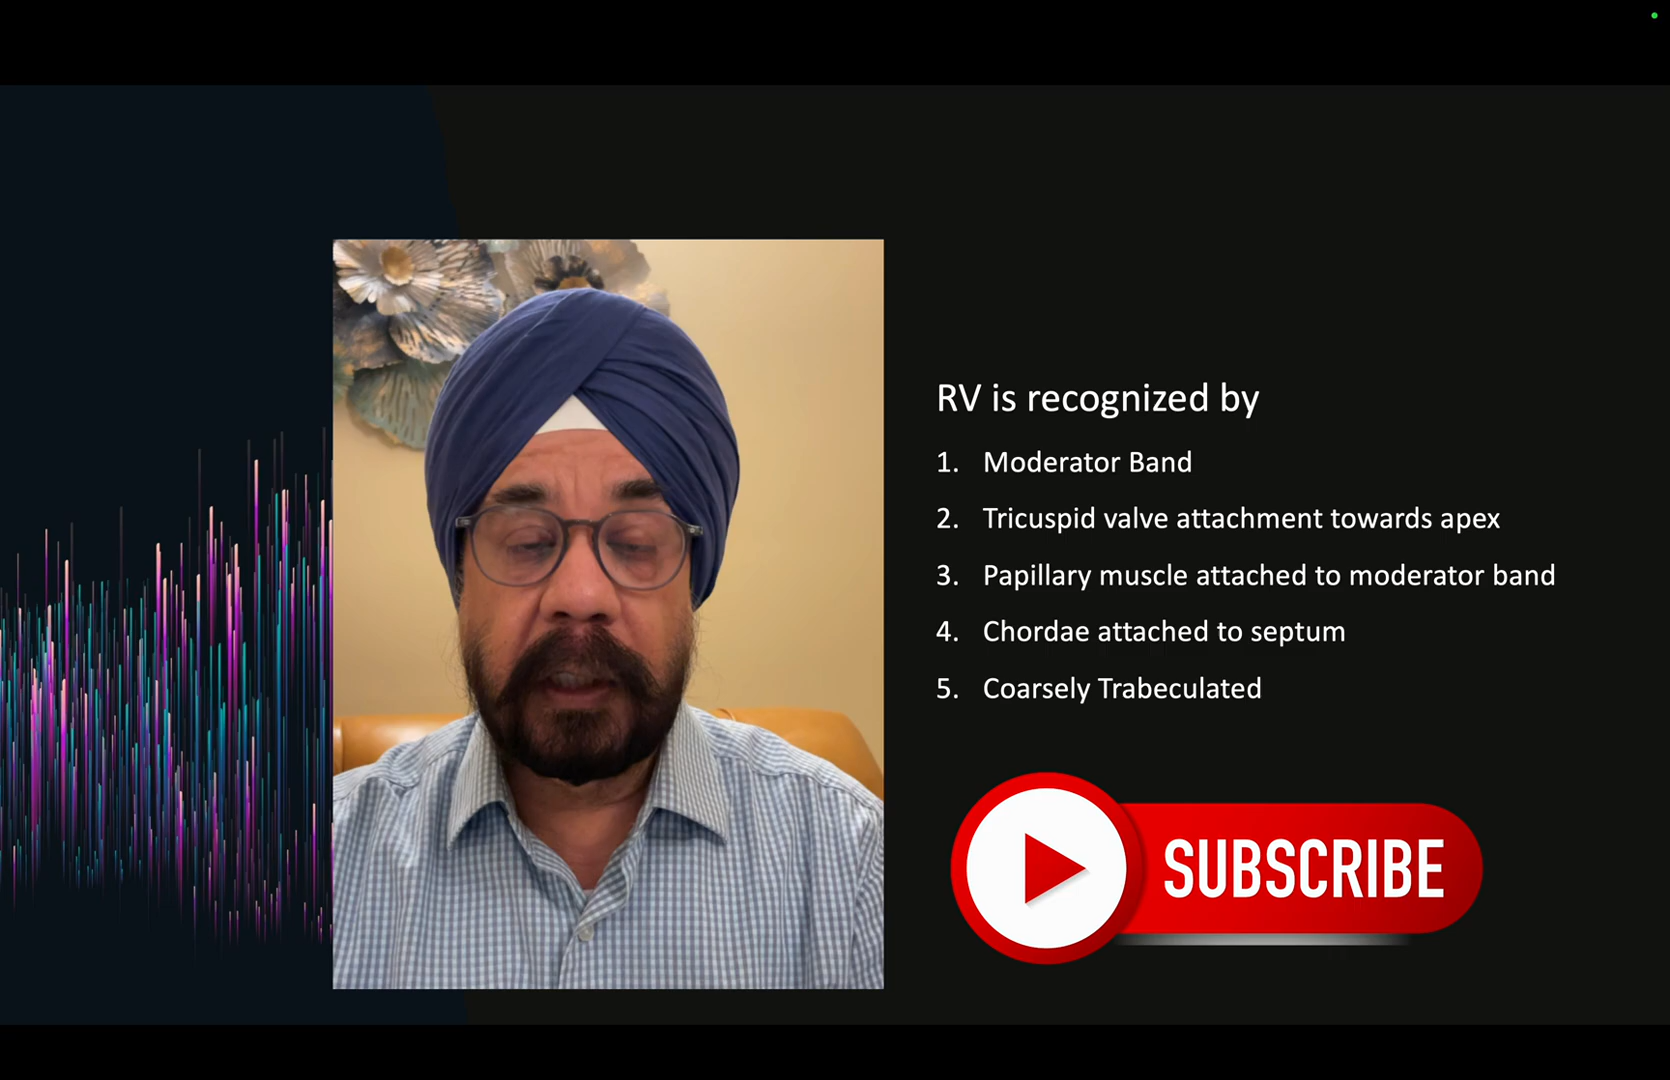 RV is recognized by
1. Moderator Band
2. Tricuspid valve attachment towards apex
3. Papillary muscle attached to moderator band
4. Chordae attached to septum
5. Coarsely Trabeculated
SUBSCRIBE